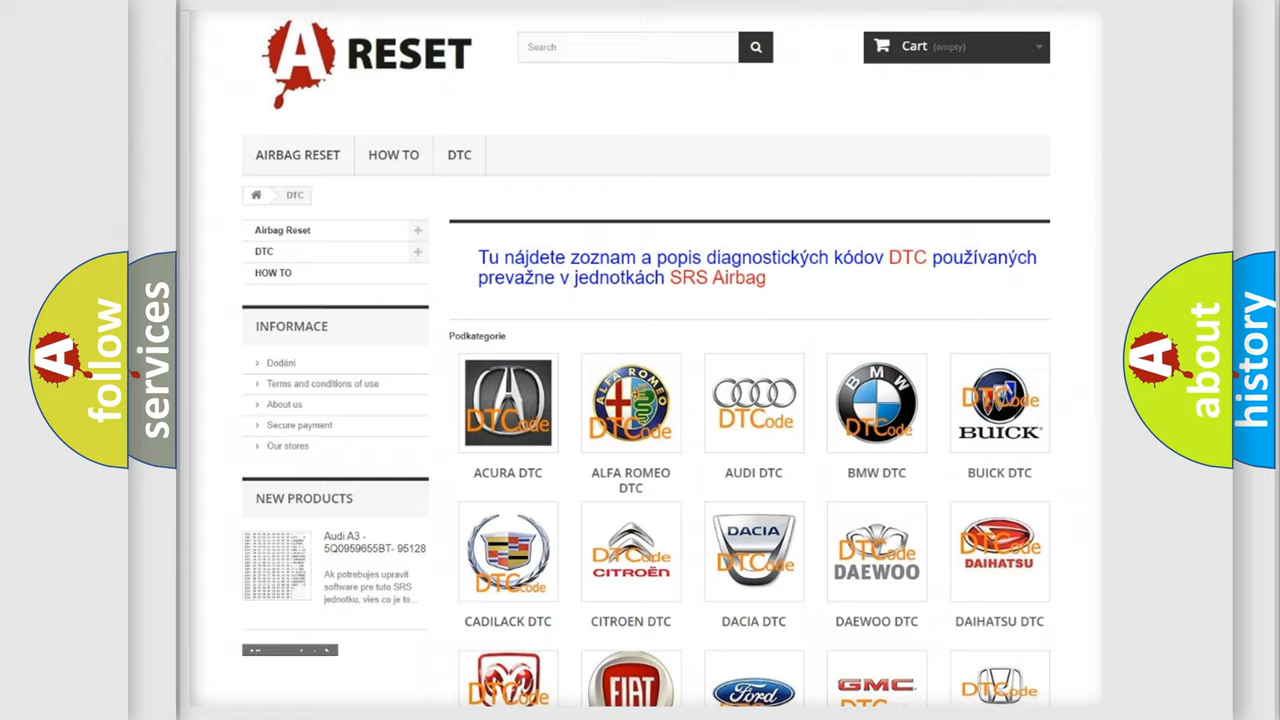 A RESET
Search
Cart (empty)
AIRBAG RESET
HOW TO
DTC
DTC
Airbag Reset
DTC
HOW TO
INFORMACE
Dodání
Terms and conditions of use
About us
Secure payment
Our stores
NEW PRODUCTS
Audi A3 -
5Q0959655BT- 95128
Ak potrebujes upravit
software pre tuto SRS
jednotku, vies co je to...
Tu nájdete zoznam a popis diagnostických kódov DTC používaných
prevažne v jednotkách SRS Airbag
Podkategorie
DTCode
ALFA ROMEO
DTCode
DTCode
BMW
DTCode
DTCode
BUICK
ACURA DTC
ALFA ROMEO
DTC
AUDI DTC
BMW DTC
BUICK DTC
DTCode
DTCode
CITROËN
DACIA
DTCode
DTCode
DAEWOO
DTCode
DAIHATSU
CADILACK DTC
CITROEN DTC
DACIA DTC
DAEWOO DTC
DAIHATSU DTC
DTCode
FIAT
Ford
GMC
DTCode
A
follow
services
A
about
history